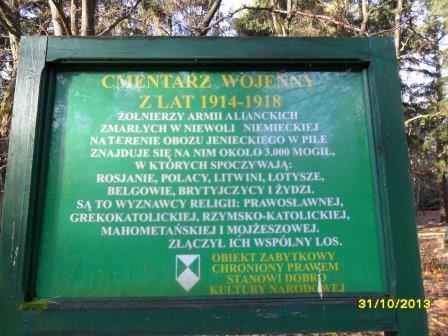 CMENTARZ WOJENNY
Z LAT 1914-1918
ŻOŁNIERZY ARMII ALIANCKICH
ZMARŁYCH W NIEWOLI NIEMIECKIEJ
NA TERENIE OBOZU JENIECKIEGO W PILE
ZNAJDUJE SIĘ NA NIM OKOŁO 3.000 MOGIŁ,
W KTÓRYCH SPOCZYWAJĄ:
ROSJANIE, POLACY, LITWINI, ŁOTYSZE,
BELGOWIE, BRYTYJCZYCY I ŻYDZI.
SĄ TO WYZNAWCY RELIGII: PRAWOSŁAWNEJ,
GREKOKATOLICKIEJ, RZYMSKO-KATOLICKIEJ,
MAHOMETAŃSKIEJ I MOJŻESZOWEJ.
ZŁĄCZYŁ ICH WSPÓLNY LOS.
OBIEKT ZABYTKOWY
CHRONIONY PRAWEM
STANOWI DOBRO
KULTURY NARODOWEJ
31/10/2013